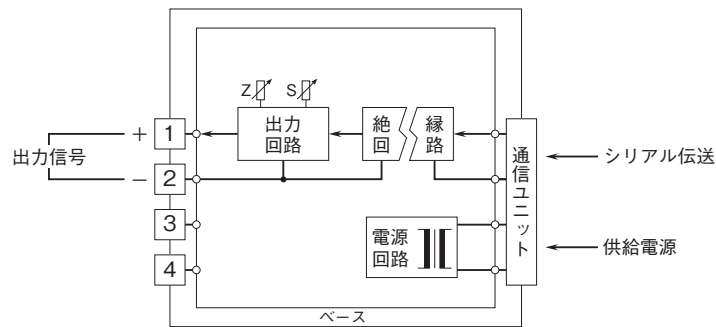 Z S
出力
回路
絶
回
縁
路
+ 1
出力信号
− 2
3
4
通信ユニット
シリアル伝送
供給電源
電源
回路
ベース